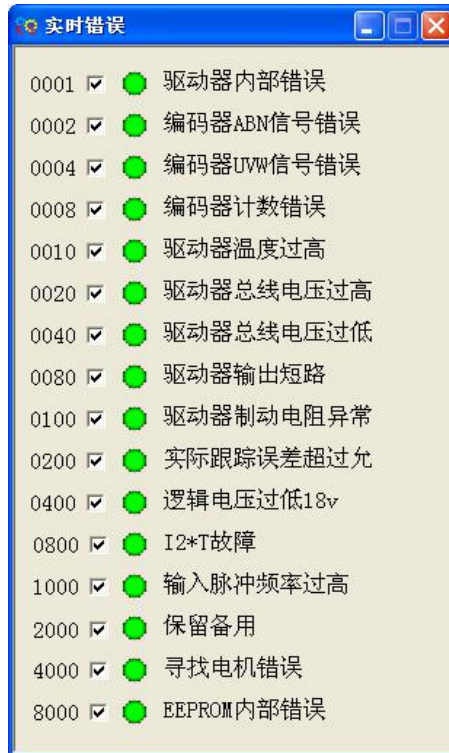 实时错误
0001 驱动器内部错误
0002 编码器ABN信号错误
0004 编码器UVW信号错误
0008 编码器计数错误
0010 驱动器温度过高
0020 驱动器总线电压过高
0040 驱动器总线电压过低
0080 驱动器输出短路
0100 驱动器制动电阻异常
0200 实际跟踪误差超过允
0400 逻辑电压过低18v
0800 I2*T故障
1000 输入脉冲频率过高
2000 保留备用
4000 寻找电机错误
8000 EEPROM内部错误